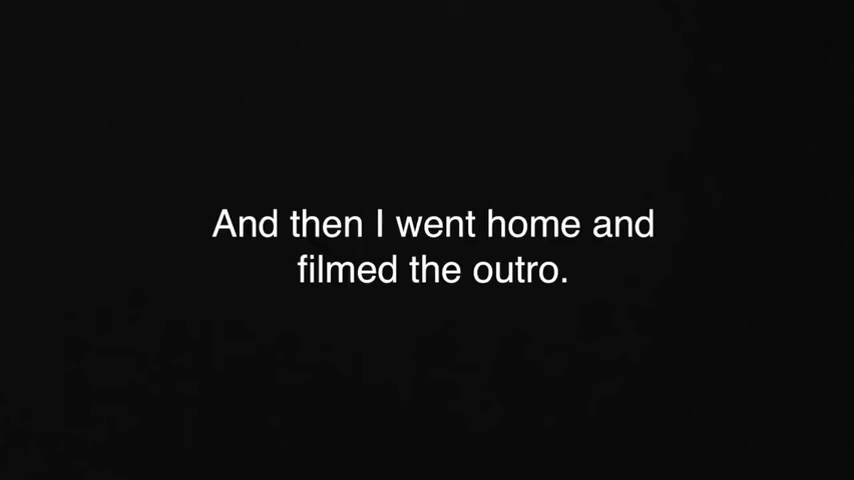 And then I went home and
filmed the outro.